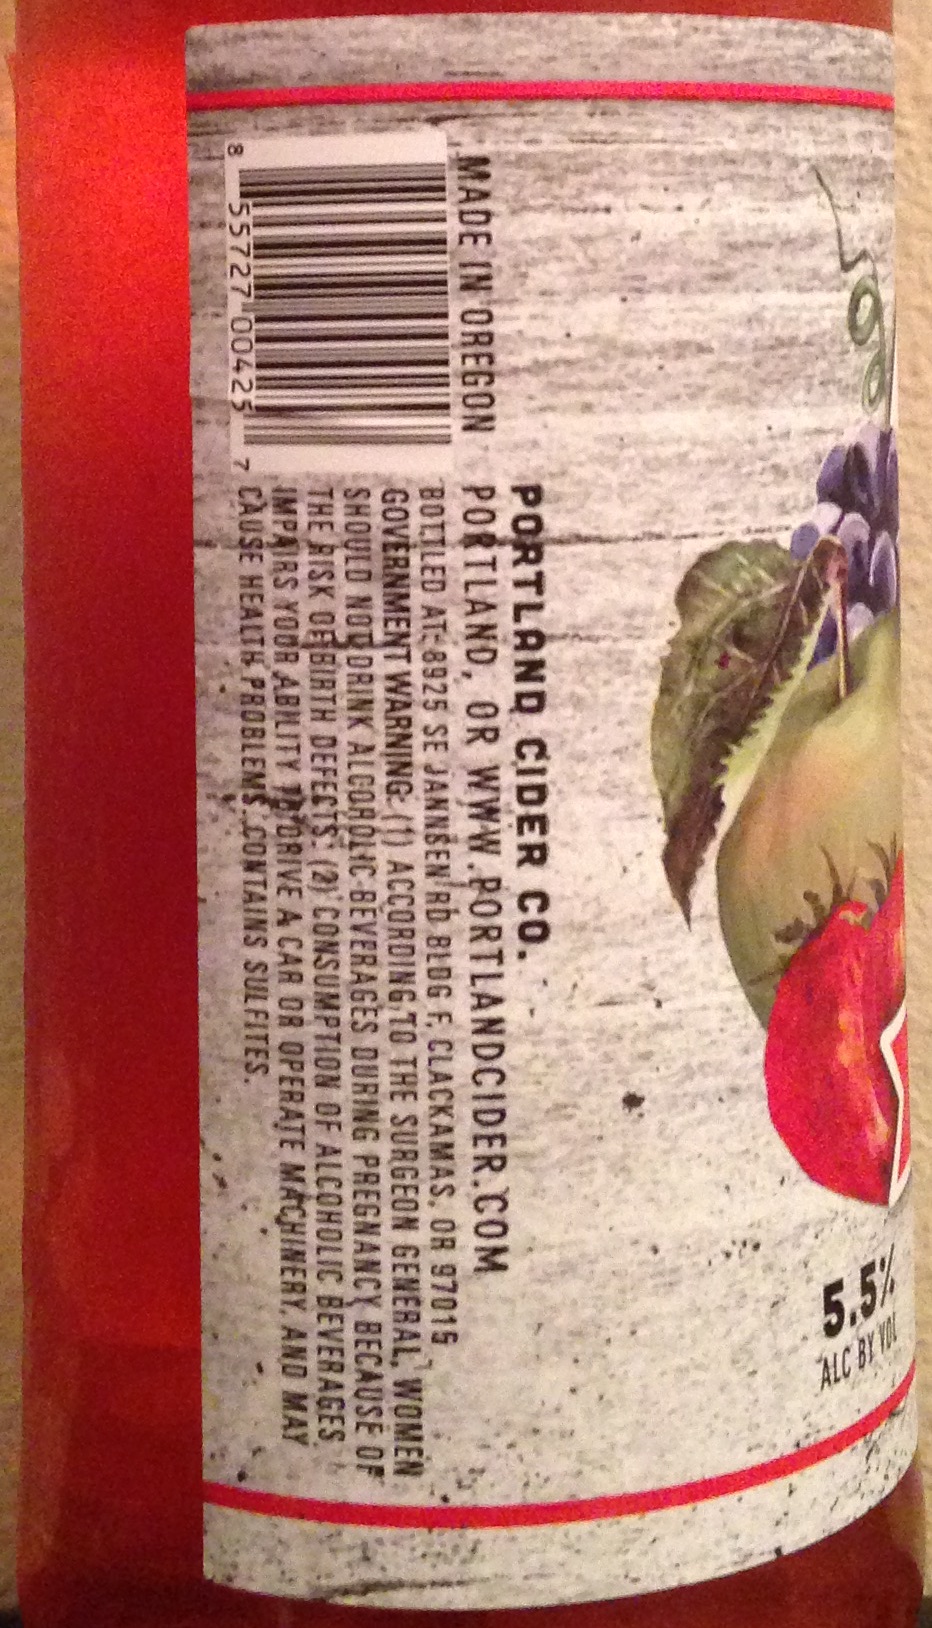 MADE IN OREGON
8 55727 00425 7
PORTLAND CIDER CO.
PORTLAND, OR WWW.PORTLANDCIDER.COM
BOTTLED AT: 8925 SE JANNSEN RD BLDG F, CLACKAMAS, OR 97015
GOVERNMENT WARNING: (1) ACCORDING TO THE SURGEON GENERAL, WOMEN
SHOULD NOT DRINK ALCOHOLIC BEVERAGES DURING PREGNANCY BECAUSE OF
THE RISK OF BIRTH DEFECTS. (2) CONSUMPTION OF ALCOHOLIC BEVERAGES
IMPAIRS YOUR ABILITY TO DRIVE A CAR OR OPERATE MACHINERY, AND MAY
CAUSE HEALTH PROBLEMS. CONTAINS SULFITES.
5.5%
ALC BY VOL